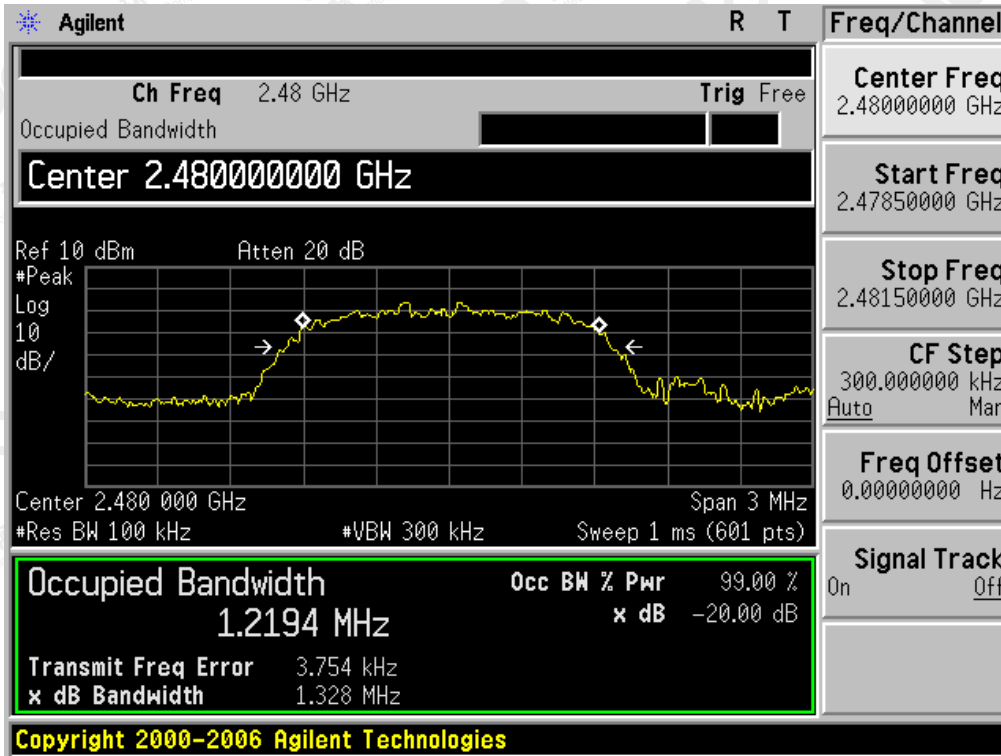 Agilent R T Freq/Channel
Ch Freq 2.48 GHz Trig Free
Occupied Bandwidth
Center 2.480000000 GHz
Ref 10 dBm Atten 20 dB
#Peak
Log
10
dB/
Center 2.480 000 GHz Span 3 MHz
#Res BW 100 kHz #VBW 300 kHz Sweep 1 ms (601 pts)
Occupied Bandwidth Occ BW % Pwr 99.00 %
1.2194 MHz x dB -20.00 dB
Transmit Freq Error 3.754 kHz
x dB Bandwidth 1.328 MHz
Copyright 2000-2006 Agilent Technologies
Center Freq
2.48000000 GHz
Start Freq
2.47850000 GHz
Stop Freq
2.48150000 GHz
CF Step
300.000000 kHz
Auto Man
Freq Offset
0.00000000 Hz
Signal Track
On Off